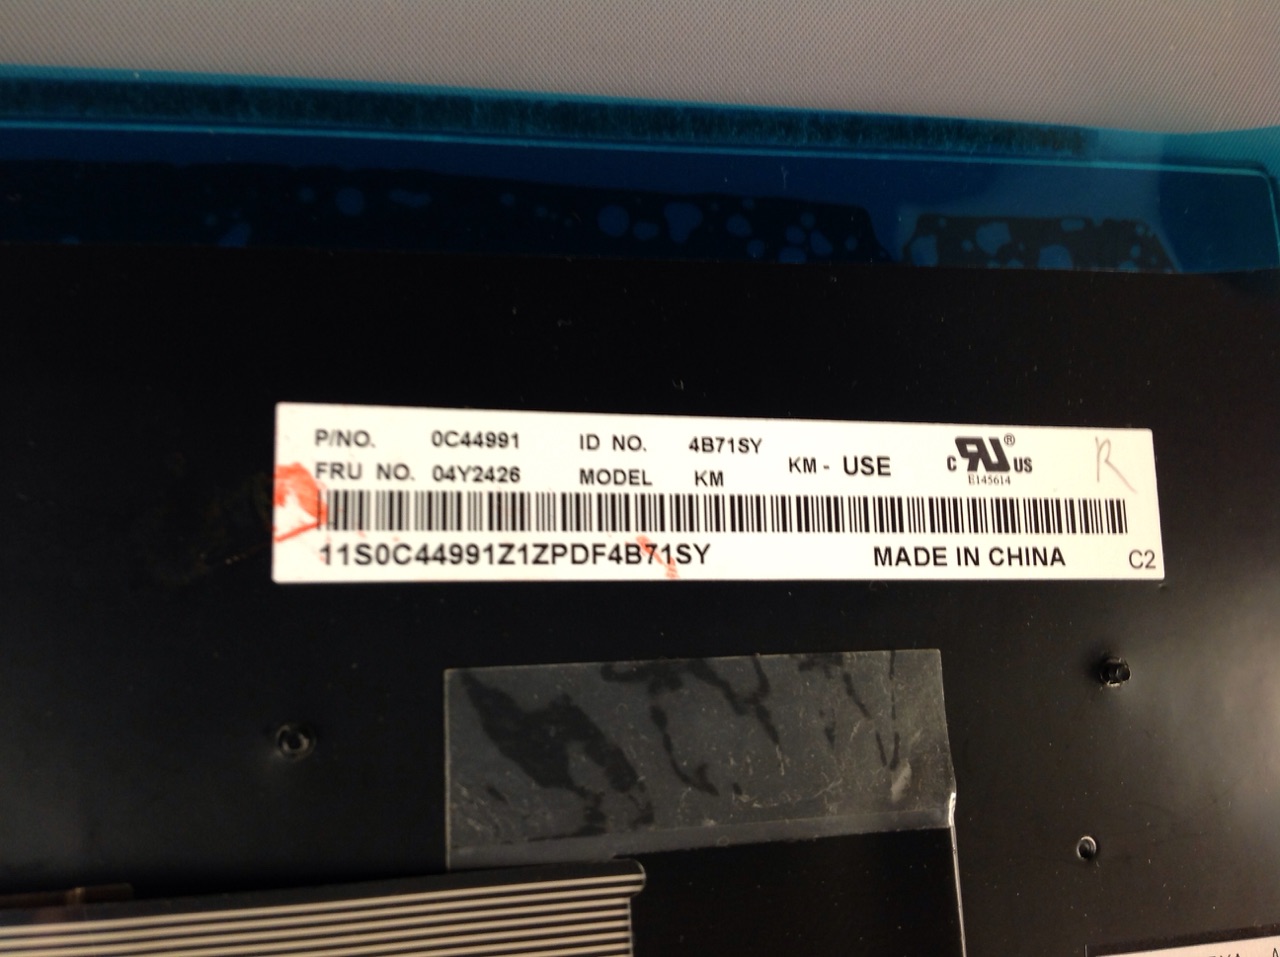 P/NO. 0C44991 ID NO. 4B71SY
FRU NO. 04Y2426 MODEL KM KM - USE
c RU ® US
E145614
R
11S0C44991Z1ZPDF4B71SY MADE IN CHINA C2